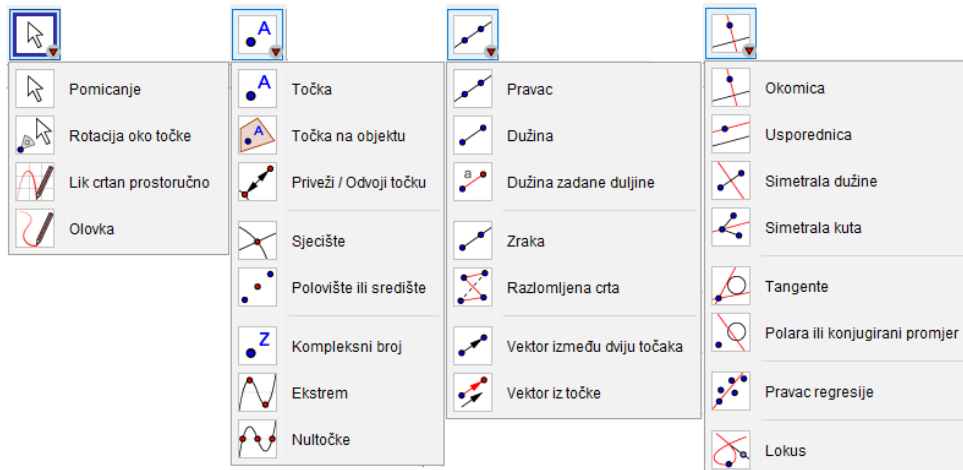 Pomicanje
Rotacija oko točke
Lik crtan prostoručno
Olovka
A
A
Točka
A
Točka na objektu
Priveži / Odvoji točku
Sjecište
Polovište ili središte
Z
Kompleksni broj
Ekstrem
Nultočke
Pravac
Dužina
a
Dužina zadane duljine
Zraka
Razlomljena crta
Vektor između dviju točaka
Vektor iz točke
Okomica
Usporednica
Simetrala dužine
Simetrala kuta
Tangente
Polara ili konjugirani promjer
Pravac regresije
Lokus